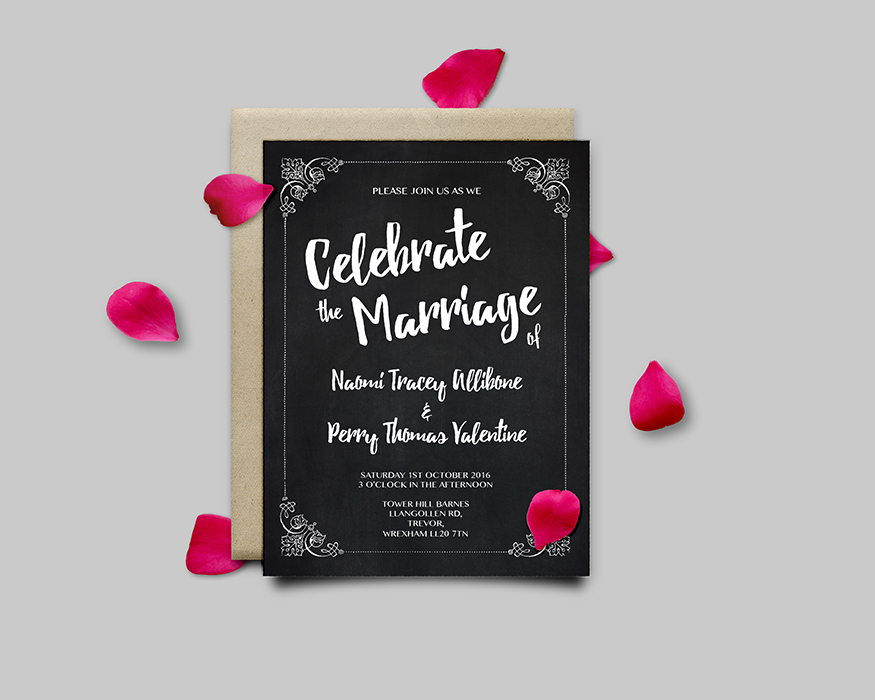 PLEASE JOIN US AS WE
Celebrate
the Marriage of
Naomi Tracey Allibone
&
Perry Thomas Valentine
SATURDAY 1ST OCTOBER 2016
3 O'CLOCK IN THE AFTERNOON
TOWER HILL BARNES
LLANGOLLEN RD,
TREVOR,
WREXHAM LL20 7TN